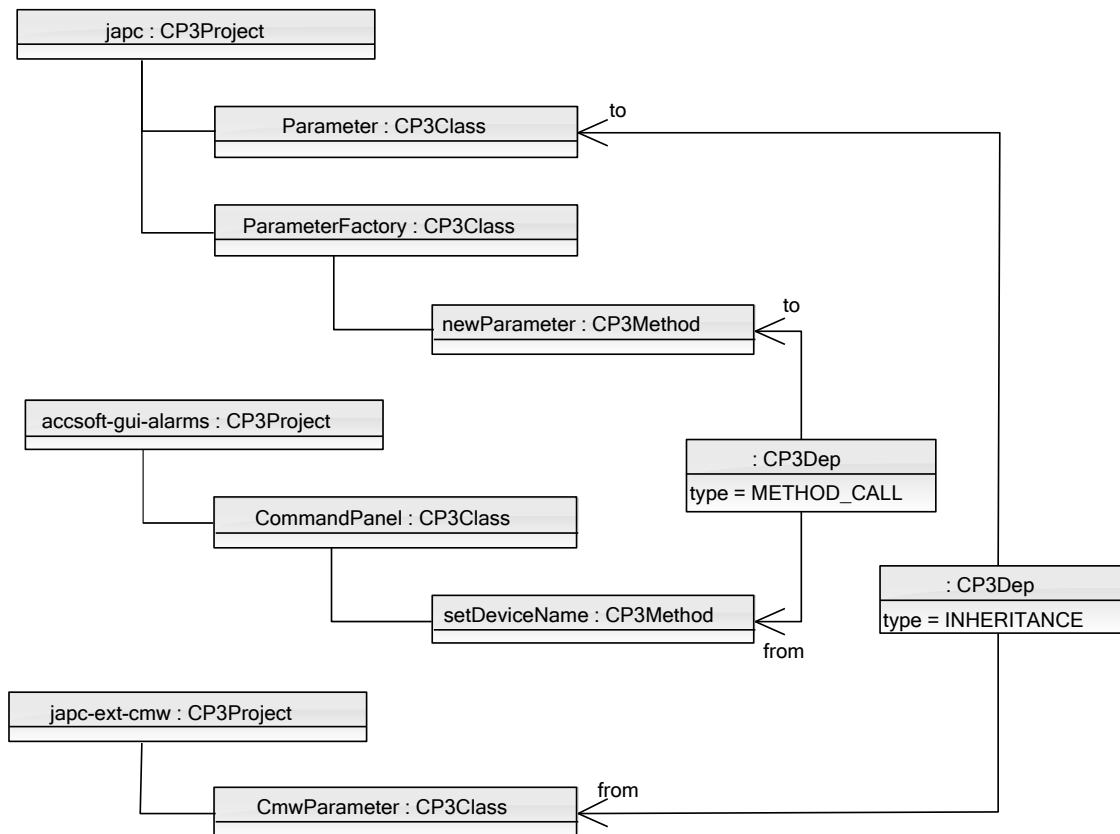 japc : CP3Project
to
Parameter : CP3Class
ParameterFactory : CP3Class
to
newParameter : CP3Method
accsoft-gui-alarms : CP3Project
: CP3Dep
type = METHOD_CALL
CommandPanel : CP3Class
: CP3Dep
type = INHERITANCE
setDeviceName : CP3Method
from
japc-ext-cmw : CP3Project
from
CmwParameter : CP3Class